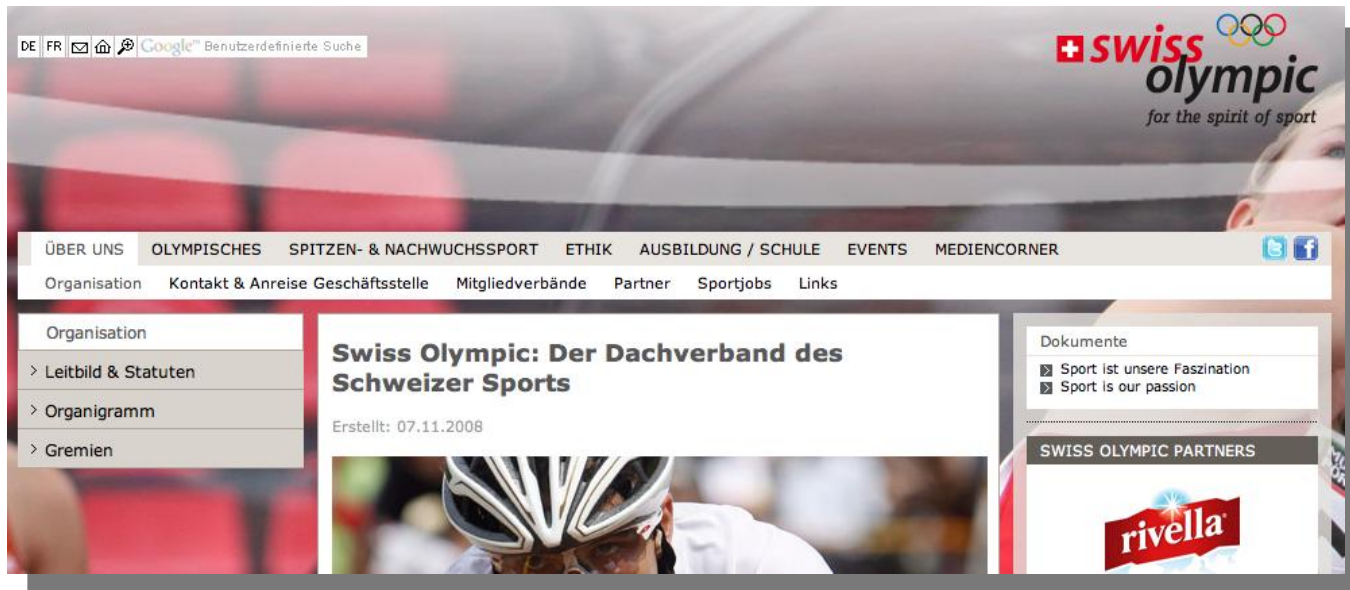 DE FR Google™ Benutzerdefinierte Suche
swiss
olympic
for the spirit of sport
ÜBER UNS OLYMPISCHES SPITZEN- & NACHWUCHSSPORT ETHIK AUSBILDUNG / SCHULE EVENTS MEDIENCORNER
Organisation Kontakt & Anreise Geschäftsstelle Mitgliedverbände Partner Sportjobs Links
Organisation
> Leitbild & Statuten
> Organigramm
> Gremien
Swiss Olympic: Der Dachverband des
Schweizer Sports
Erstellt: 07.11.2008
Dokumente
Sport ist unsere Faszination
Sport is our passion
SWISS OLYMPIC PARTNERS
rivella